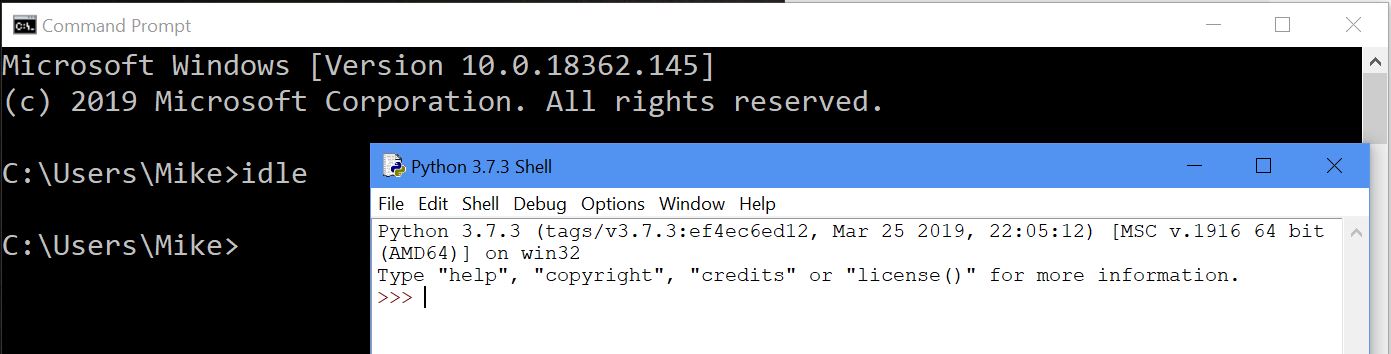 Command Prompt
Microsoft Windows [Version 10.0.18362.145]
(c) 2019 Microsoft Corporation. All rights reserved.
C:\Users\Mike>idle
C:\Users\Mike>
Python 3.7.3 Shell
File Edit Shell Debug Options Window Help
Python 3.7.3 (tags/v3.7.3:ef4ec6ed12, Mar 25 2019, 22:05:12) [MSC v.1916 64 bit
(AMD64)] on win32
Type "help", "copyright", "credits" or "license()" for more information.
>>>